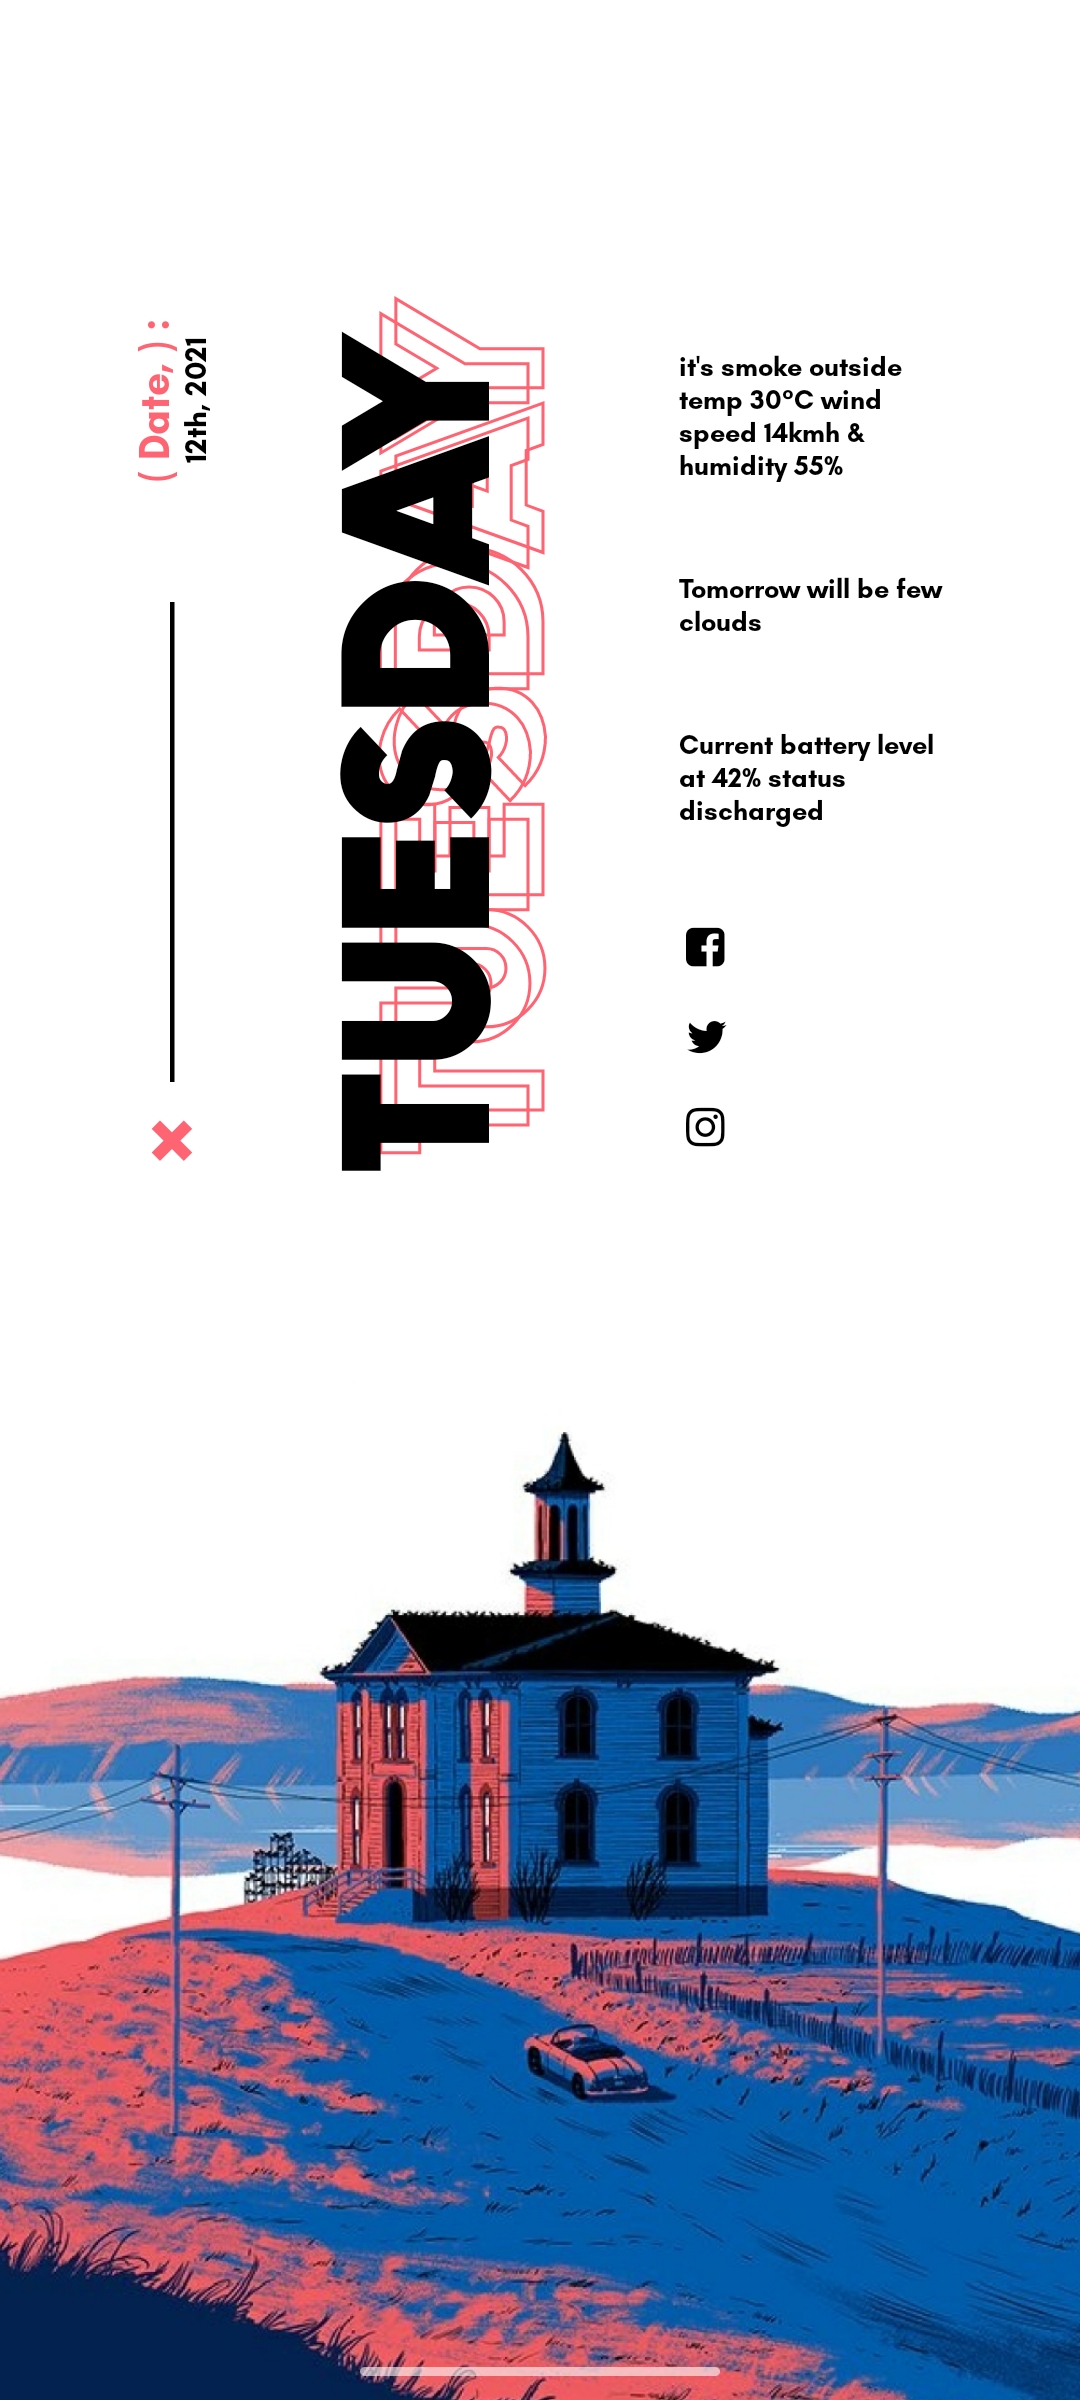 ( Date, ) :
12th, 2021
TUESDAY
it's smoke outside
temp 30°C wind
speed 14kmh &
humidity 55%
Tomorrow will be few
clouds
Current battery level
at 42% status
discharged